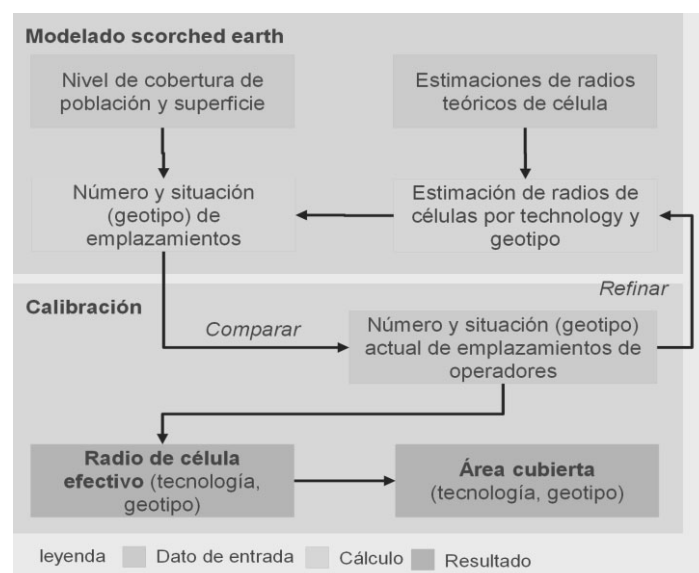 Modelado scorched earth
Nivel de cobertura de
población y superficie
Estimaciones de radios
teóricos de célula
Número y situación
(geotipo) de
emplazamientos
Estimación de radios de
células por technology y
geotipo
Refinar
Calibración
Comparar
Número y situación (geotipo)
actual de emplazamientos de
operadores
Radio de célula
efectivo (tecnología,
geotipo)
Área cubierta
(tecnología, geotipo)
leyenda Dato de entrada Cálculo Resultado